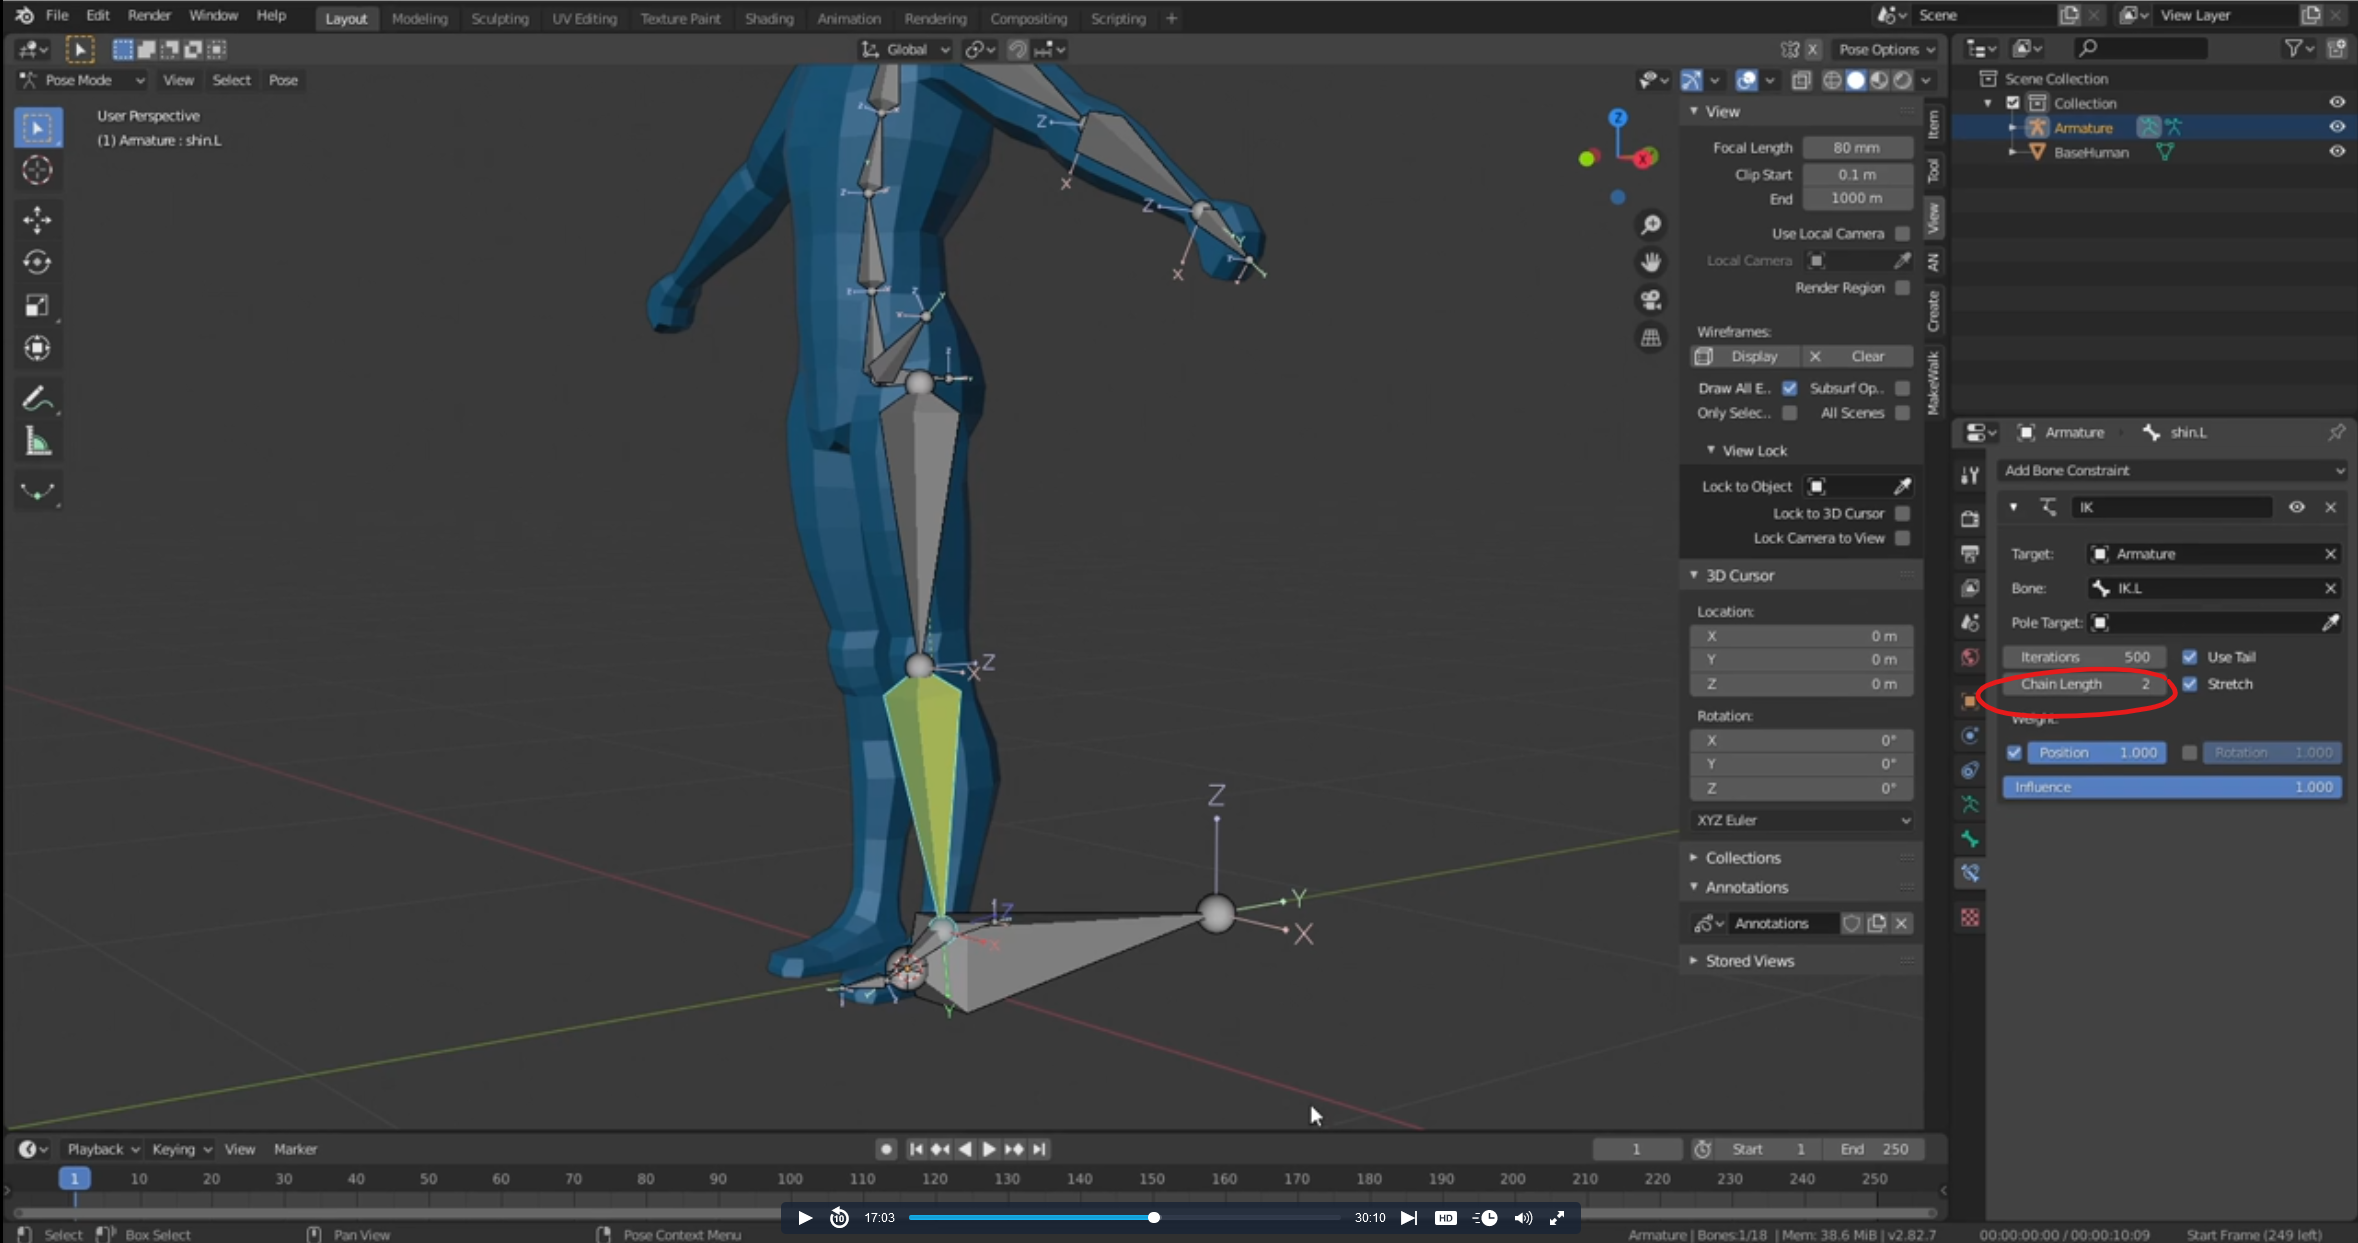 File Edit Render Window Help Layout Modeling Sculpting UV Editing Texture Paint Shading Animation Rendering Compositing Scripting + Scene View Layer
Global Pose Options
Pose Mode View Select Pose
User Perspective
(1) Armature : shin.L
Z
X
Z
X
Y
Z
X
Z
Y
X
Z
X
Y
Z
X
View
Focal Length 80 mm
Clip Start 0.1 m
End 1000 m
Use Local Camera
Local Camera
Render Region
Wireframes:
Display Clear
Draw All E.. Subsurf Op..
Only Selec.. All Scenes
View Lock
Lock to Object
Lock to 3D Cursor
Lock Camera to View
3D Cursor
Location:
X 0 m
Y 0 m
Z 0 m
Rotation:
X 0°
Y 0°
Z 0°
XYZ Euler
Collections
Annotations
Annotations
Stored Views
Item
Tool
View
AN
Create
MakeWalk
Scene Collection
Collection
Armature
BaseHuman
Armature shin.L
Add Bone Constraint
IK
Target: Armature
Bone: IK.L
Pole Target:
Iterations 500 Use Tail
Chain Length 2 Stretch
Weight:
Position 1.000 Rotation 1.000
Influence 1.000
Playback Keying View Marker 1 Start 1 End 250
1 10 20 30 40 50 60 70 80 90 100 110 120 130 140 150 160 170 180 190 200 210 220 230 240 250
10 17:03 30:10 HD
Select Box Select Pan View Pose Context Menu Armature | Bones:1/18 | Mem: 38.6 MiB | v2.82.7 00:00:00:00 / 00:00:10:09 Start Frame (249 left)